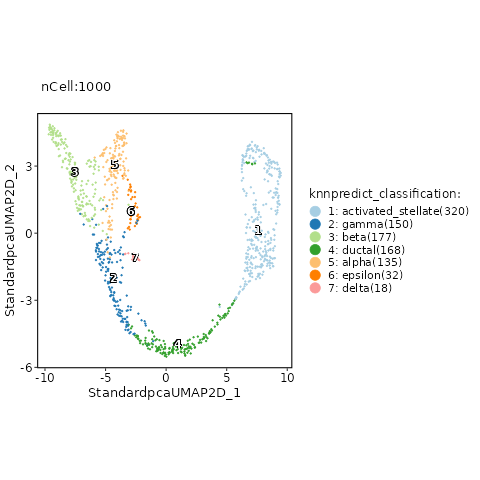 nCell:1000
StandardpcaUMAP2D_2
3
0
-3
-6
-10
-5
0
5
10
StandardpcaUMAP2D_1
3
5
6
1
7
2
4
knnpredict_classification:
1: activated_stellate(320)
2: gamma(150)
3: beta(177)
4: ductal(168)
5: alpha(135)
6: epsilon(32)
7: delta(18)